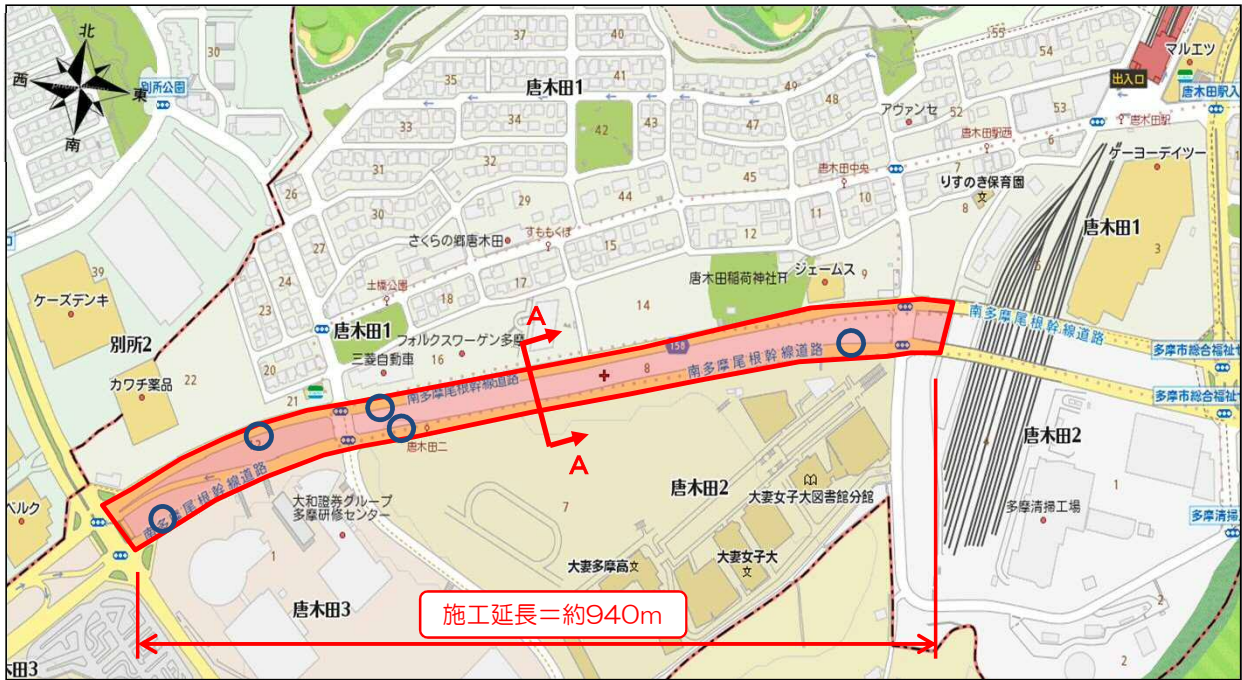 北
西
東
南
30
別所公園
37
40
55
54
マルエツ
出入口
唐木田駅入
35
唐木田1
41
49
48
アヴァンセ
52
53
唐木田駅
33
34
42
43
47
唐木田駅西
6
ケーヨーデイツー
31
32
45
唐木田中央
7
りすのき保育園
文
26
29
44
10
8
27
30
さくらの郷唐木田
すももくぼ
15
12
11
唐木田1
3
39
24
ケーズデンキ
23
土橋公園
18
17
唐木田稲荷神社
ジェームス
9
5
別所2
唐木田1
フォルクスワーゲン多摩
A
14
南多摩尾根幹線道路
三菱自動車
16
158
多摩市総合福祉セ
カワチ薬品
22
20
21
南多摩尾根幹線道路
8
南多摩尾根幹線道路
多摩市総合福祉セ
2
唐木田二
A
4
唐木田2
南多摩尾根幹線道路
ベルク
大和證券グループ
多摩研修センター
7
唐木田2
大妻女子大図書館分館
1
多摩清掃工場
多摩清掃
1
大妻多摩高文
大妻女子大
文
唐木田3
施工延長=約940m
2
2
木田3